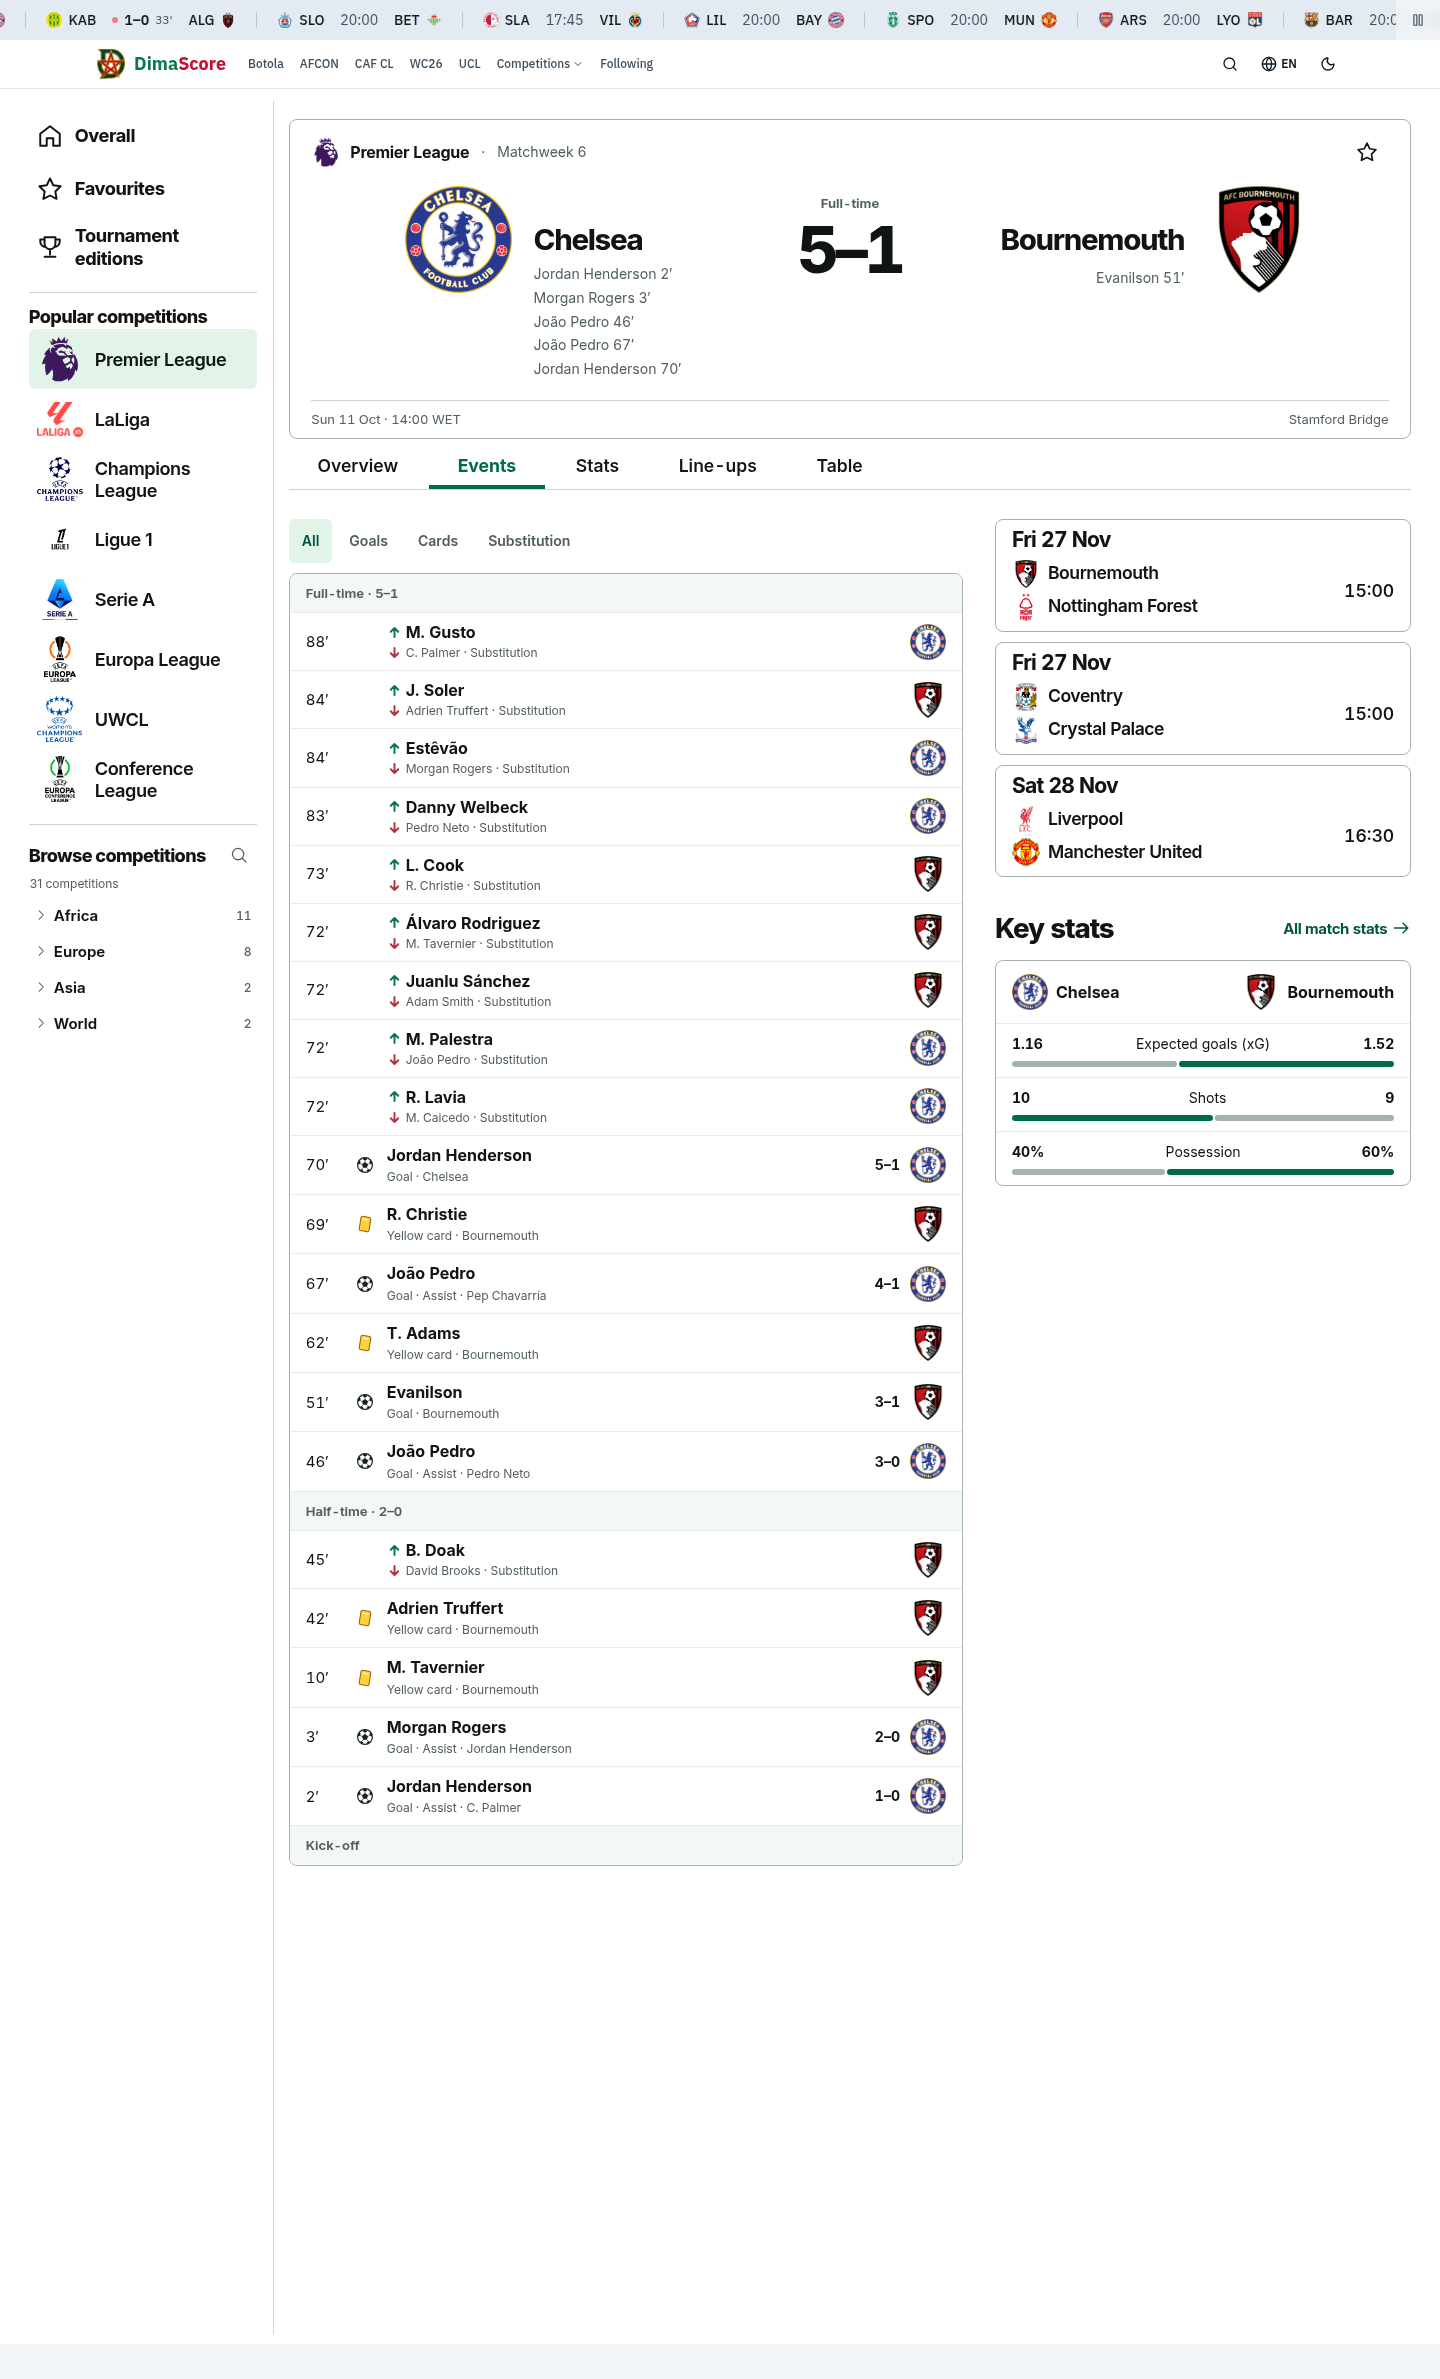 KAB 1–0 33' ALG SLO 20:00 BET SLA 17:45 VIL LIL 20:00 BAY SPO 20:00 MUN ARS 20:00 LYO BAR
DimaScore Botola AFCON CAF CL WC26 UCL Competitions Following EN
Overall
Favourites
Tournament
editions
Popular competitions
Premier League
LaLiga
Champions
League
Ligue 1
Serie A
Europa League
UWCL
Conference
League
Browse competitions
31 competitions
Africa 11
Europe 8
Asia 2
World 2
Premier League · Matchweek 6
Full-time
Chelsea 5–1 Bournemouth
Jordan Henderson 2′
Morgan Rogers 3′
João Pedro 46′
João Pedro 67′
Jordan Henderson 70′
Evanilson 51′
Sun 11 Oct · 14:00 WET Stamford Bridge
Overview Events Stats Line-ups Table
All Goals Cards Substitution
Full-time · 5–1
88′ M. Gusto
C. Palmer · Substitution
84′ J. Soler
Adrien Truffert · Substitution
84′ Estêvão
Morgan Rogers · Substitution
83′ Danny Welbeck
Pedro Neto · Substitution
73′ L. Cook
R. Christie · Substitution
72′ Álvaro Rodriguez
M. Tavernier · Substitution
72′ Juanlu Sánchez
Adam Smith · Substitution
72′ M. Palestra
João Pedro · Substitution
72′ R. Lavia
M. Caicedo · Substitution
70′ Jordan Henderson 5–1
Goal · Chelsea
69′ R. Christie
Yellow card · Bournemouth
67′ João Pedro 4–1
Goal · Assist · Pep Chavarría
62′ T. Adams
Yellow card · Bournemouth
51′ Evanilson 3–1
Goal · Bournemouth
46′ João Pedro 3–0
Goal · Assist · Pedro Neto
Half-time · 2–0
45′ B. Doak
David Brooks · Substitution
42′ Adrien Truffert
Yellow card · Bournemouth
10′ M. Tavernier
Yellow card · Bournemouth
3′ Morgan Rogers 2–0
Goal · Assist · Jordan Henderson
2′ Jordan Henderson 1–0
Goal · Assist · C. Palmer
Kick-off
Fri 27 Nov
Bournemouth
Nottingham Forest
15:00
Fri 27 Nov
Coventry
Crystal Palace
15:00
Sat 28 Nov
Liverpool
Manchester United
16:30
Key stats All match stats
Chelsea Bournemouth
1.16 Expected goals (xG) 1.52
10 Shots 9
40% Possession 60%